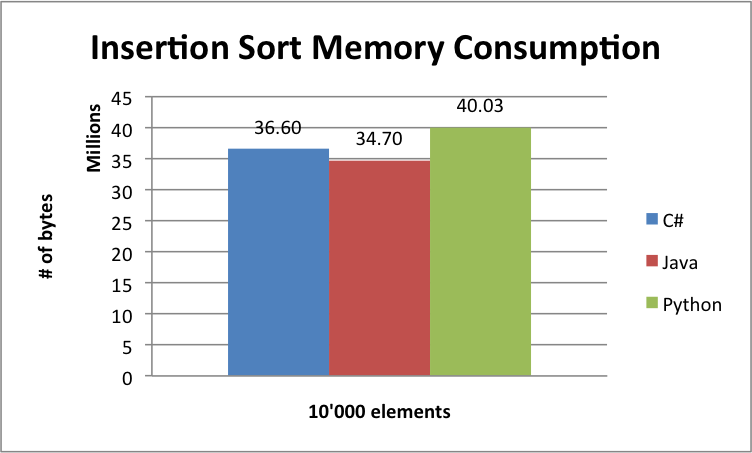 Insertion Sort Memory Consumption
# of bytes
Millions
45
40
35
30
25
20
15
10
5
0
36.60
34.70
40.03
10'000 elements
C#
Java
Python